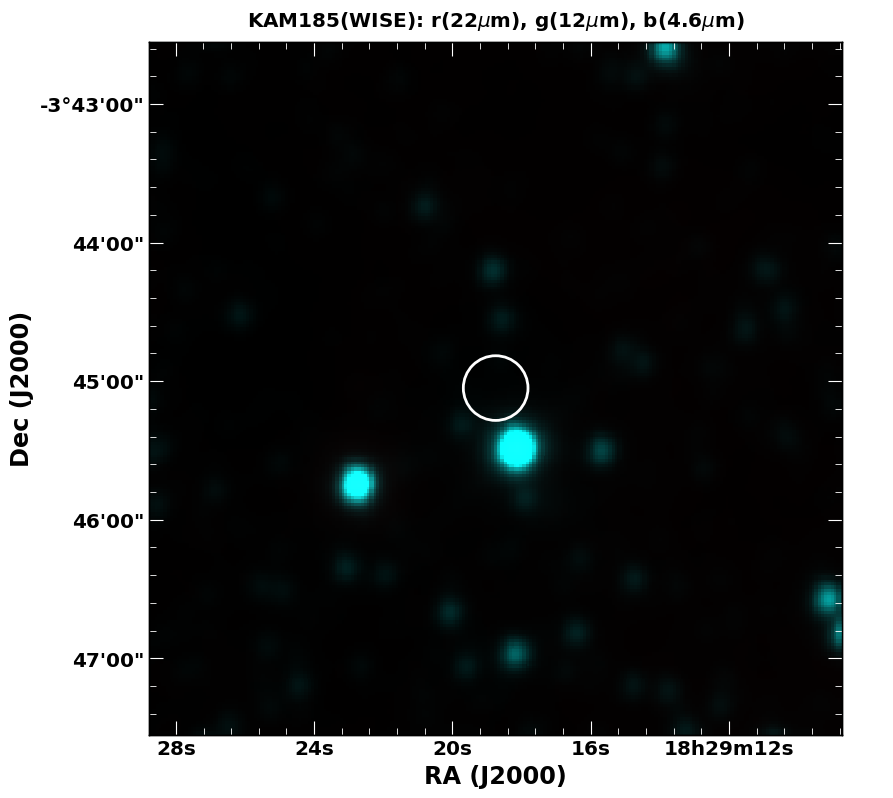 KAM185(WISE): r(22μm), g(12μm), b(4.6μm)
-3°43'00"
44'00"
45'00"
46'00"
47'00"
Dec (J2000)
28s 24s 20s 16s 18h29m12s
RA (J2000)